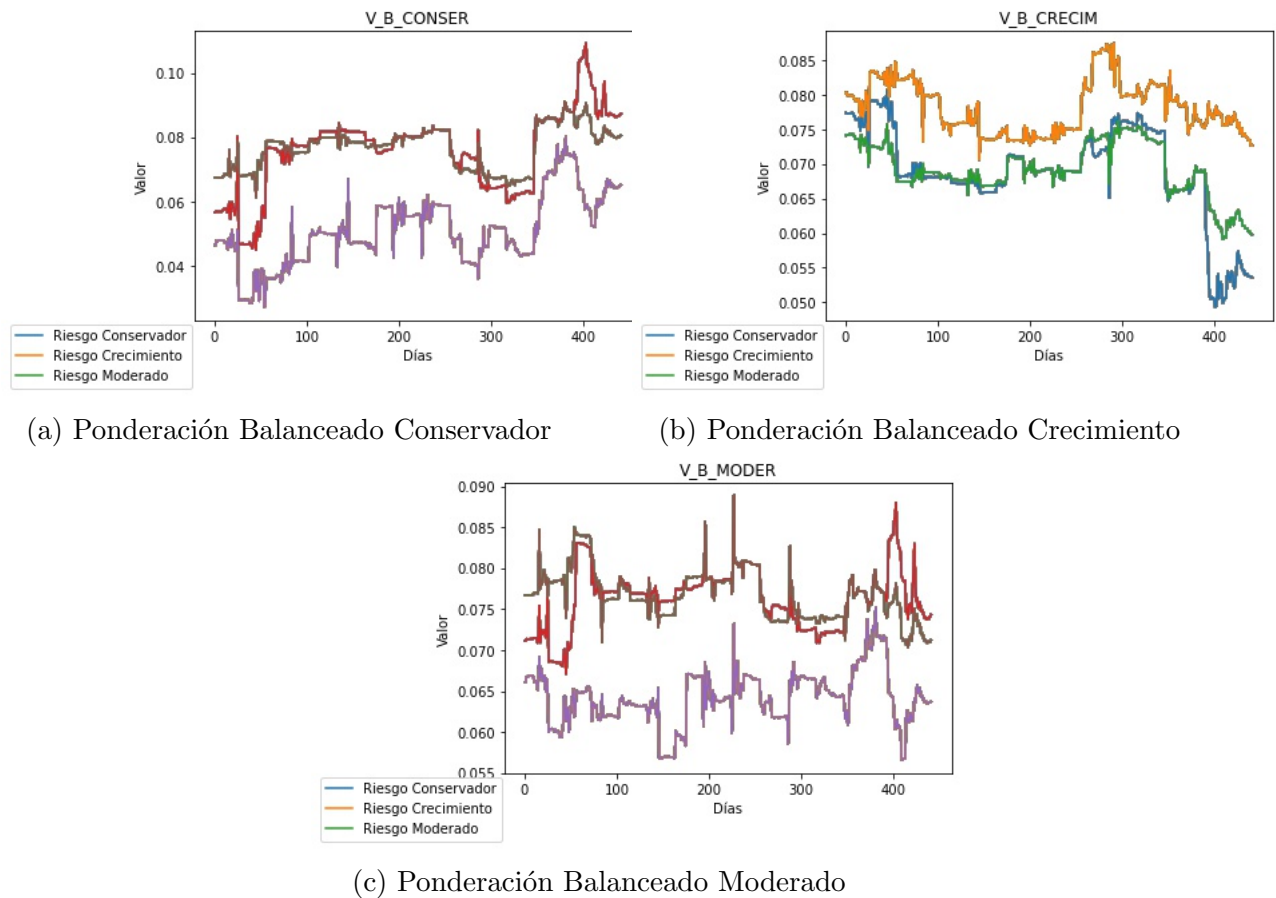 V_B_CONSER
Valor
0.10
0.08
0.06
0.04
0
100
200
300
400
Días
Riesgo Conservador
Riesgo Crecimiento
Riesgo Moderado
(a) Ponderación Balanceado Conservador
V_B_CRECIM
Valor
0.085
0.080
0.075
0.070
0.065
0.060
0.055
0.050
0
100
200
300
400
Días
Riesgo Conservador
Riesgo Crecimiento
Riesgo Moderado
(b) Ponderación Balanceado Crecimiento
V_B_MODER
Valor
0.090
0.085
0.080
0.075
0.070
0.065
0.060
0.055
0
100
200
300
400
Días
Riesgo Conservador
Riesgo Crecimiento
Riesgo Moderado
(c) Ponderación Balanceado Moderado